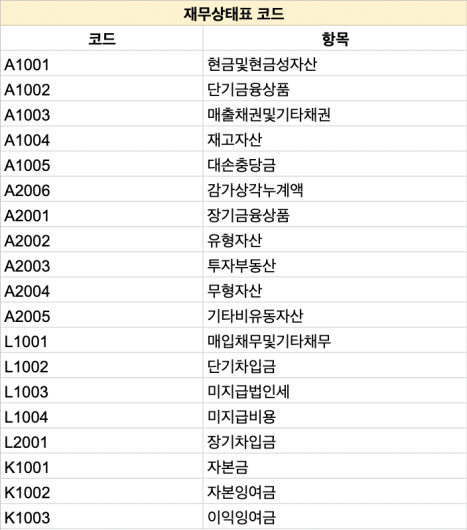 재무상태표 코드
코드 항목
A1001 현금및현금성자산
A1002 단기금융상품
A1003 매출채권및기타채권
A1004 재고자산
A1005 대손충당금
A2006 감가상각누계액
A2001 장기금융상품
A2002 유형자산
A2003 투자부동산
A2004 무형자산
A2005 기타비유동자산
L1001 매입채무및기타채무
L1002 단기차입금
L1003 미지급법인세
L1004 미지급비용
L2001 장기차입금
K1001 자본금
K1002 자본잉여금
K1003 이익잉여금